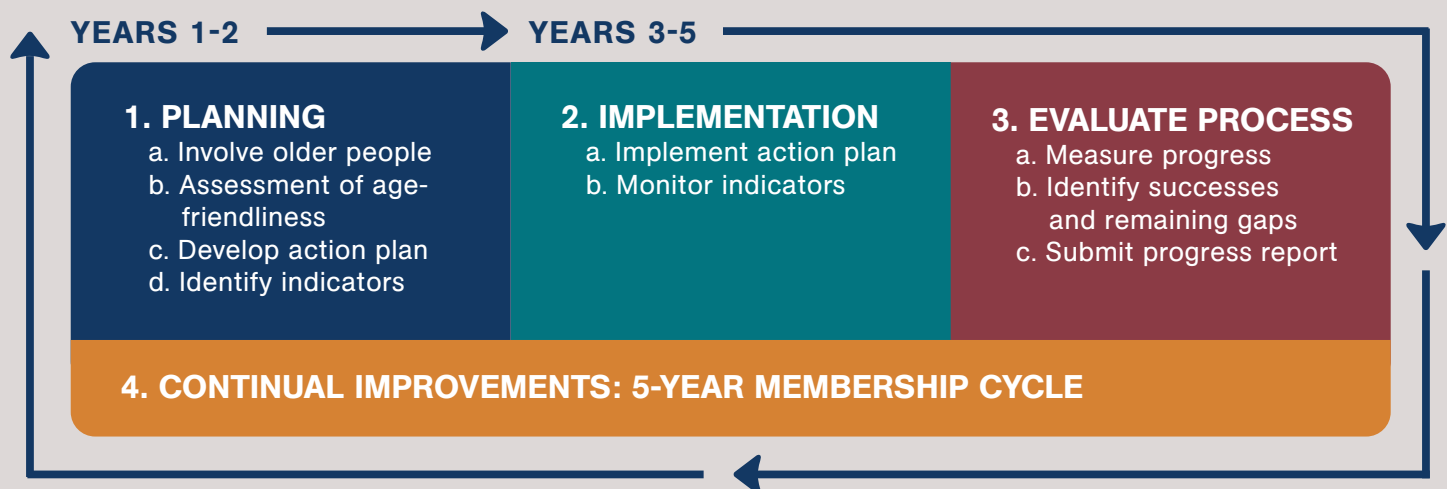 YEARS 1-2
YEARS 3-5
1. PLANNING
a. Involve older people
b. Assessment of age-
friendliness
c. Develop action plan
d. Identify indicators
2. IMPLEMENTATION
a. Implement action plan
b. Monitor indicators
3. EVALUATE PROCESS
a. Measure progress
b. Identify successes
and remaining gaps
c. Submit progress report
4. CONTINUAL IMPROVEMENTS: 5-YEAR MEMBERSHIP CYCLE